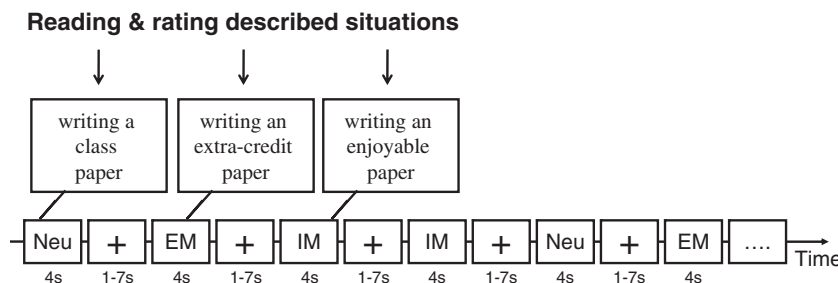 Reading & rating described situations
writing a
class
paper
writing an
extra-credit
paper
writing an
enjoyable
paper
Neu + EM + IM + IM + Neu + EM ....
Time
4s 1-7s 4s 1-7s 4s 1-7s 4s 1-7s 4s 1-7s 4s